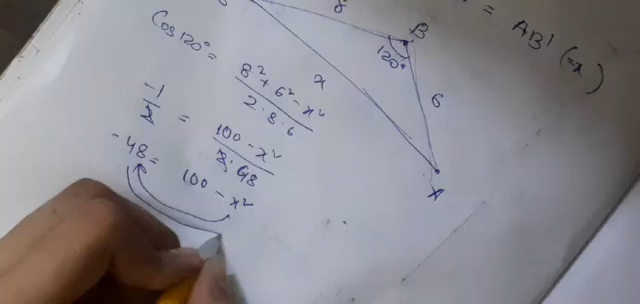 8
B
120°
= AB' (=x)
6
x
A
Cos 120° = 8² + 6² - x² / 2 · 8 · 6
-1/2 = 100 - x² / 2 · 48
-48 = 100 - x²